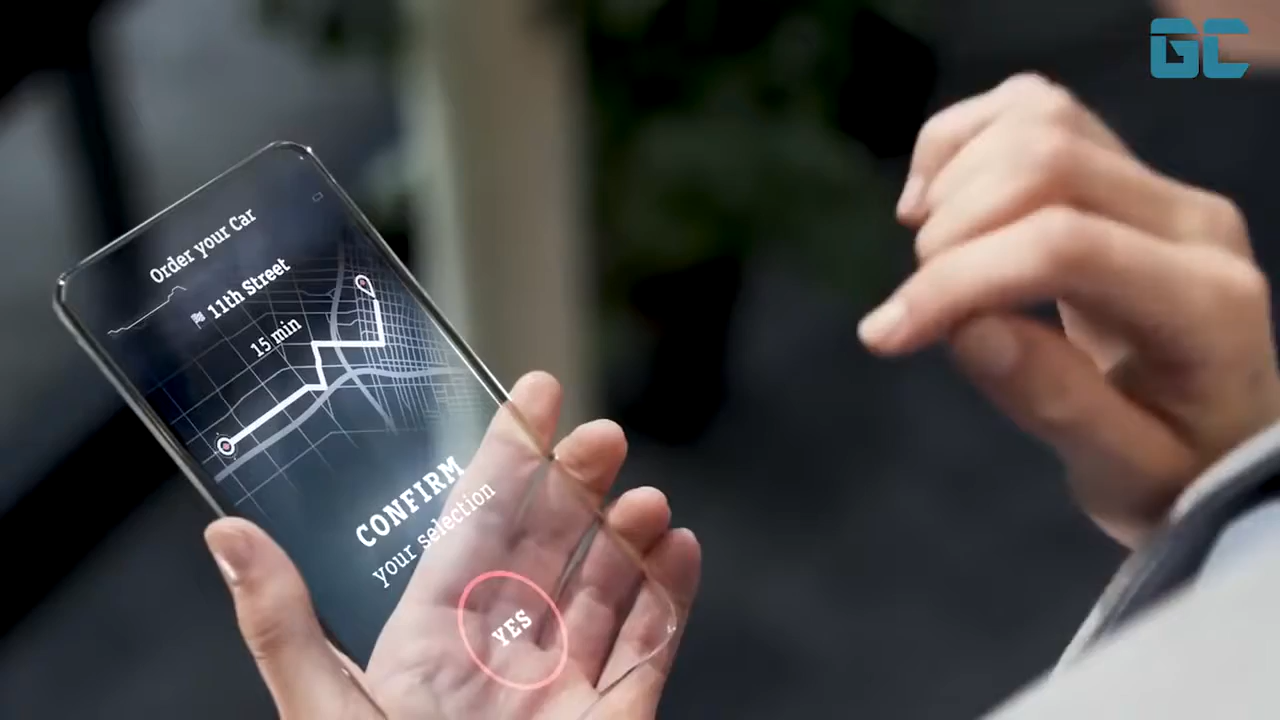 GC
Order your Car
11th Street
15 min
CONFIRM
your selection
YES